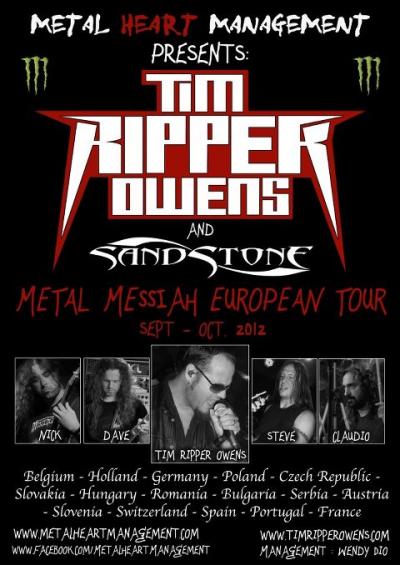 METAL HEART MANAGEMENT
PRESENTS:
TIM
RIPPER
OWENS
AND
SANDSTONE
METAL MESSIAH EUROPEAN TOUR
SEPT - OCT. 2012
NICK
DAVE
TIM RIPPER OWENS
STEVE
CLAUDIO
Belgium - Holland - Germany - Poland - Czech Republic -
Slovakia - Hungary - Romania - Bulgaria - Serbia - Austria
- Slovenia - Switzerland - Spain - Portugal - France
WWW.METALHEARTMANAGEMENT.COM
WWW.TIMRIPPEROWENS.COM
WWW.FACEBOOK.COM/METALHEARTMANAGEMENT
MANAGEMENT : WENDY DIO